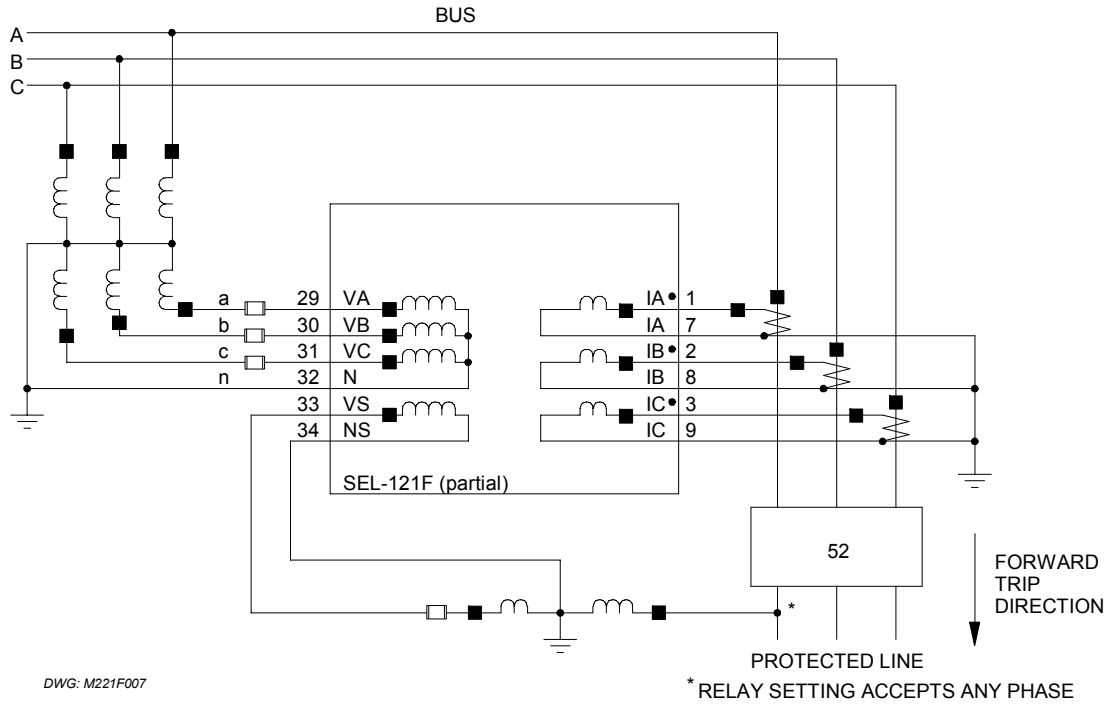 BUS
A
B
C
a 29 VA
b 30 VB
c 31 VC
n 32 N
33 VS
34 NS
IA 1
IA 7
IB 2
IB 8
IC 3
IC 9
SEL-121F (partial)
52
FORWARD
TRIP
DIRECTION
*
PROTECTED LINE
* RELAY SETTING ACCEPTS ANY PHASE
DWG: M221F007